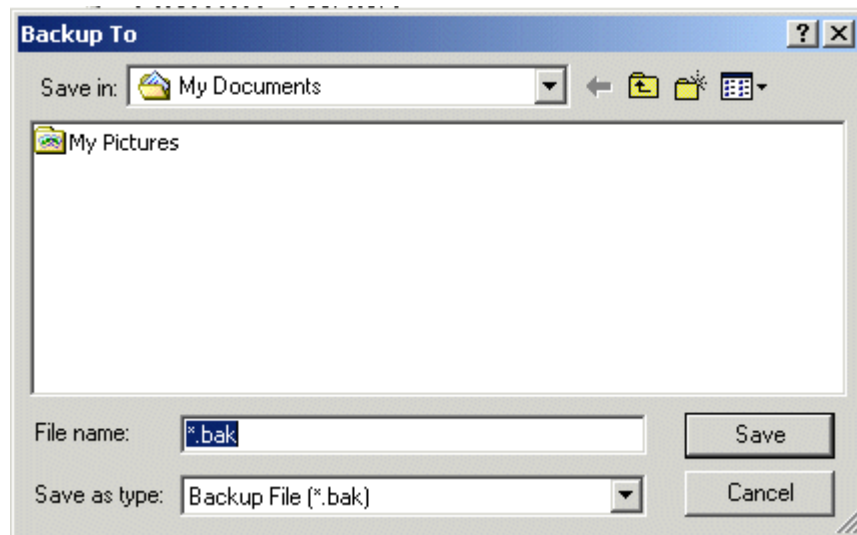 Backup To
Save in: My Documents
My Pictures
File name: *.bak Save
Save as type: Backup File (*.bak) Cancel